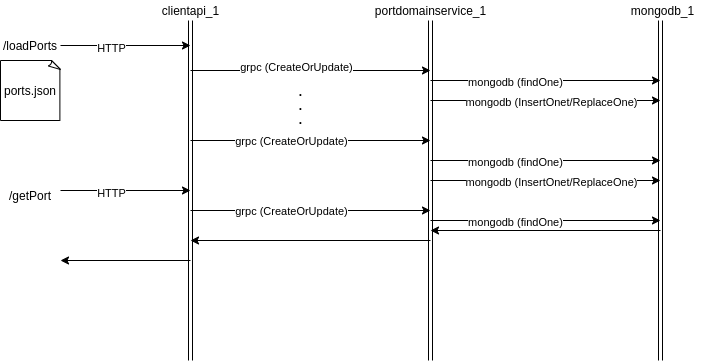 clientapi_1
portdomainservice_1
mongodb_1
/loadPorts
HTTP
ports.json
grpc (CreateOrUpdate)
mongodb (findOne)
mongodb (InsertOnet/ReplaceOne)
.
.
.
grpc (CreateOrUpdate)
mongodb (findOne)
mongodb (InsertOnet/ReplaceOne)
/getPort
HTTP
grpc (CreateOrUpdate)
mongodb (findOne)